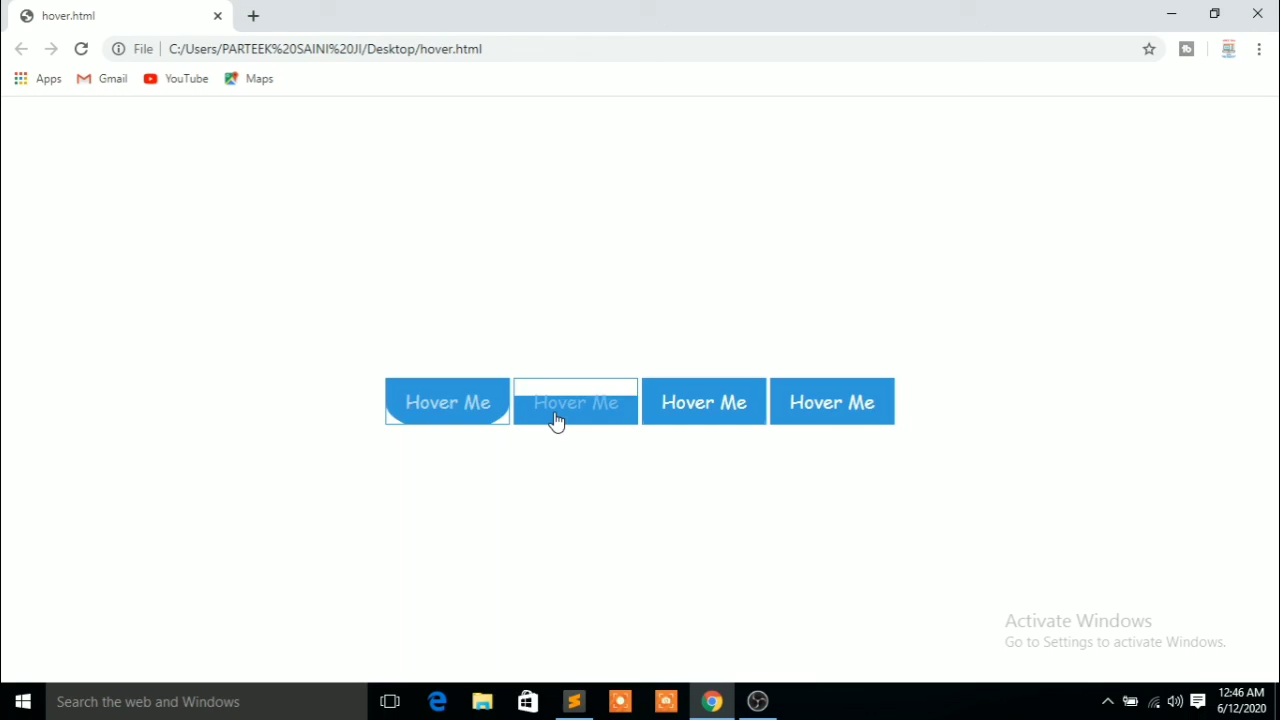 hover.html
File
C:/Users/PARTEEK%20SAINI%20JI/Desktop/hover.html
Apps
Gmail
YouTube
Maps
Hover Me
Hover Me
Hover Me
Hover Me
Activate Windows
Go to Settings to activate Windows.
Search the web and Windows
12:46 AM
6/12/2020